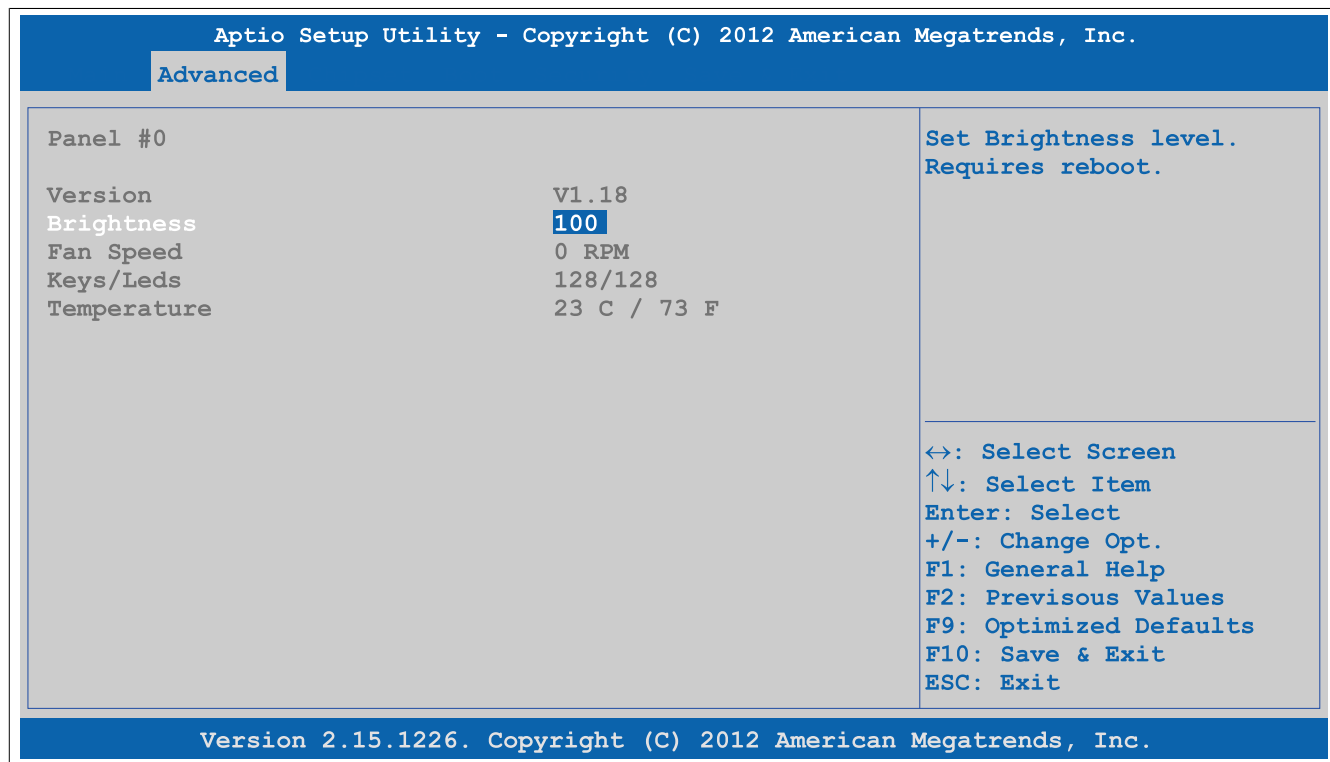 Aptio Setup Utility - Copyright (C) 2012 American Megatrends, Inc.
Advanced
Panel #0
Version V1.18
Brightness 100
Fan Speed 0 RPM
Keys/Leds 128/128
Temperature 23 C / 73 F
Set Brightness level.
Requires reboot.
↔: Select Screen
↑↓: Select Item
Enter: Select
+/-: Change Opt.
F1: General Help
F2: Previsous Values
F9: Optimized Defaults
F10: Save & Exit
ESC: Exit
Version 2.15.1226. Copyright (C) 2012 American Megatrends, Inc.